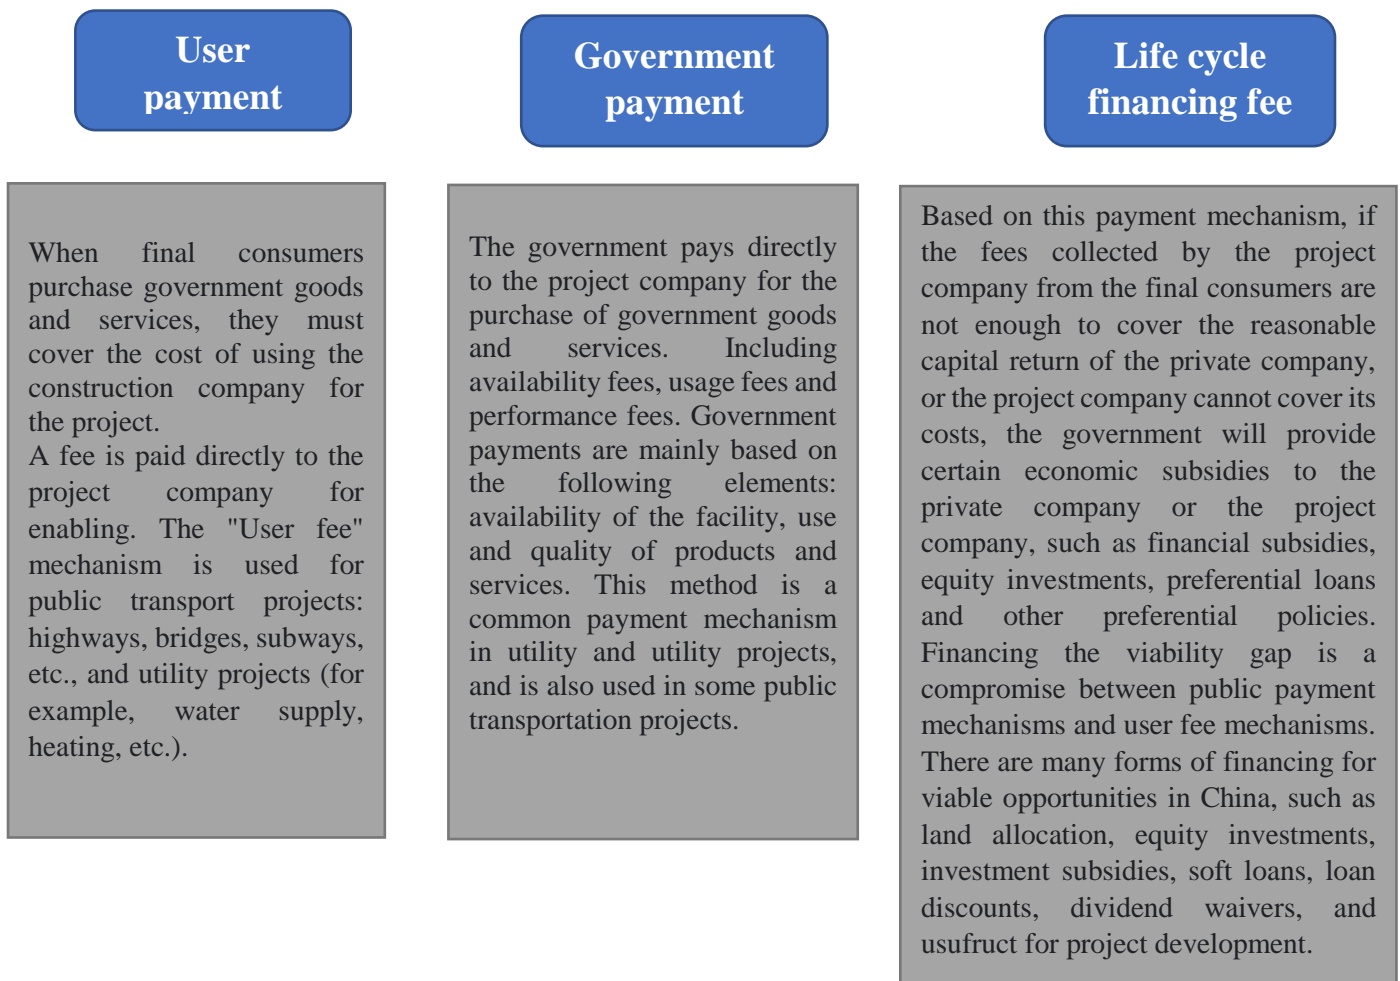 User
payment
When final consumers
purchase government goods
and services, they must
cover the cost of using the
construction company for
the project.
A fee is paid directly to the
project company for
enabling. The "User fee"
mechanism is used for
public transport projects:
highways, bridges, subways,
etc., and utility projects (for
example, water supply,
heating, etc.).
Government
payment
The government pays directly
to the project company for the
purchase of government goods
and services. Including
availability fees, usage fees and
performance fees. Government
payments are mainly based on
the following elements:
availability of the facility, use
and quality of products and
services. This method is a
common payment mechanism
in utility and utility projects,
and is also used in some public
transportation projects.
Life cycle
financing fee
Based on this payment mechanism, if
the fees collected by the project
company from the final consumers are
not enough to cover the reasonable
capital return of the private company,
or the project company cannot cover its
costs, the government will provide
certain economic subsidies to the
private company or the project
company, such as financial subsidies,
equity investments, preferential loans
and other preferential policies.
Financing the viability gap is a
compromise between public payment
mechanisms and user fee mechanisms.
There are many forms of financing for
viable opportunities in China, such as
land allocation, equity investments,
investment subsidies, soft loans, loan
discounts, dividend waivers, and
usufruct for project development.